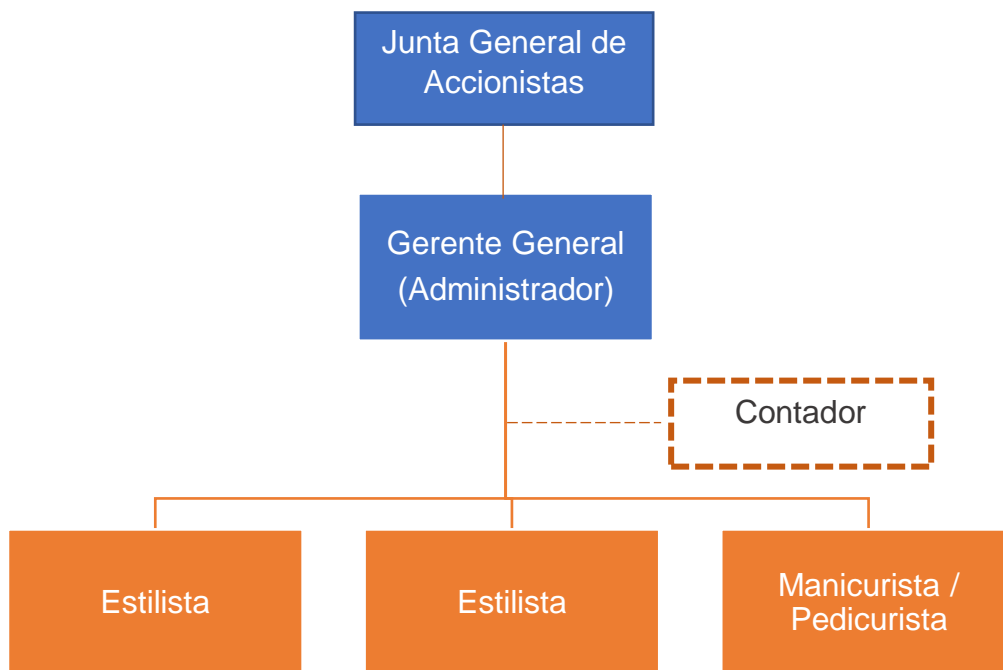 Junta General de
Accionistas
Gerente General
(Administrador)
Contador
Estilista
Estilista
Manicurista /
Pedicurista